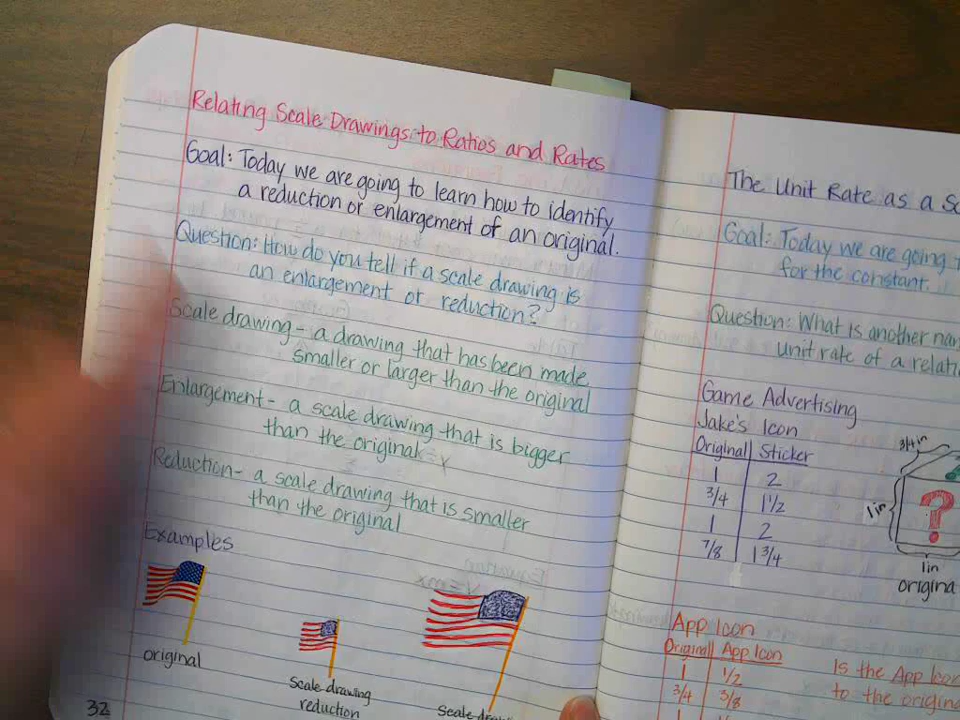 Relating Scale Drawings to Ratios and Rates
Goal: Today we are going to learn how to identify
a reduction or enlargement of an original.
Question: How do you tell if a scale drawing is
an enlargement or reduction?
Scale drawing - a drawing that has been made
smaller or larger than the original
Enlargement - a scale drawing that is bigger
than the original
Reduction - a scale drawing that is smaller
than the original
Examples
original
Scale drawing
reduction
Scale
32
The Unit Rate as a
Goal: Today we are going
for the constant.
Question: What is another
unit rate of a
Game Advertising
Jake's Icon
Original Sticker
1 2
3/4 1 1/2
1 2
7/8 1 3/4
3/4 in
1 in
?
1 in
App Icon
Original App Icon
1 1/2
3/4 3/8
Is the App Icon
to the